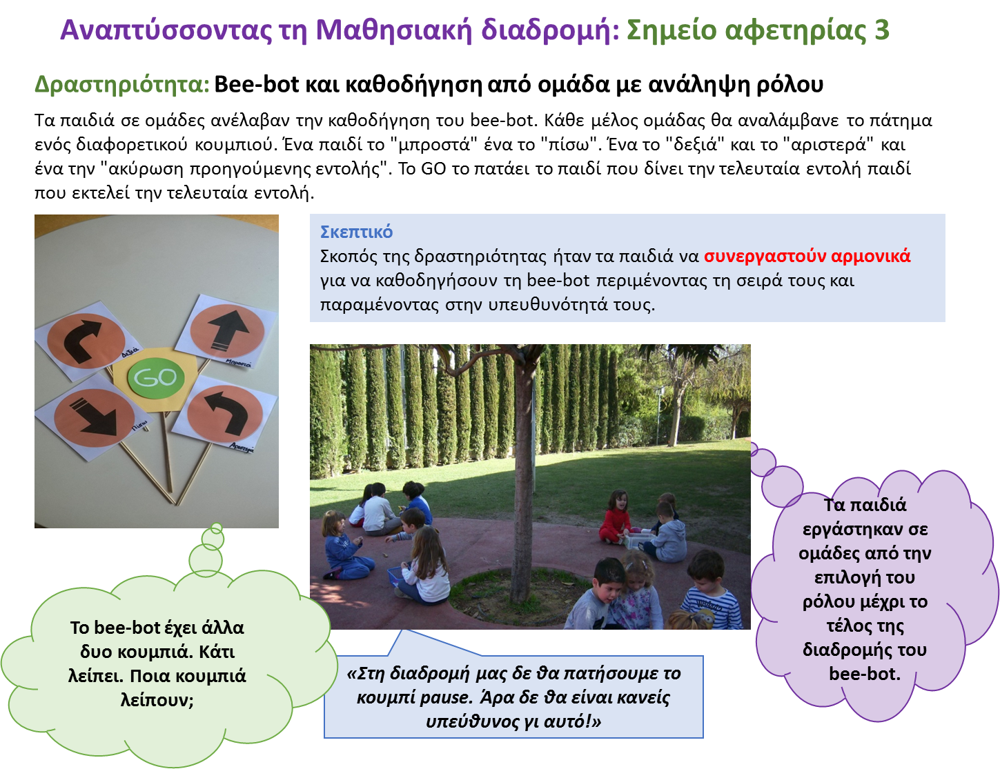 Αναπτύσσοντας τη Μαθησιακή διαδρομή: Σημείο αφετηρίας 3
Δραστηριότητα: Bee-bot και καθοδήγηση από ομάδα με ανάληψη ρόλου
Τα παιδιά σε ομάδες ανέλαβαν την καθοδήγηση του bee-bot. Κάθε μέλος ομάδας θα αναλάμβανε το πάτημα
ενός διαφορετικού κουμπιού. Ένα παιδί το "μπροστά" ένα το "πίσω". Ένα το "δεξιά" και το "αριστερά" και
ένα την "ακύρωση προηγούμενης εντολής". Το GO το πατάει το παιδί που δίνει την τελευταία εντολή παιδί
που εκτελεί την τελευταία εντολή.
Σκεπτικό
Σκοπός της δραστηριότητας ήταν τα παιδιά να συνεργαστούν αρμονικά
για να καθοδηγήσουν τη bee-bot περιμένοντας τη σειρά τους και
παραμένοντας στην υπευθυνότητά τους.
Δεξιά
Μπροστά
GO
Πίσω
Αριστερά
Το bee-bot έχει άλλα
δυο κουμπιά. Κάτι
λείπει. Ποια κουμπιά
λείπουν;
«Στη διαδρομή μας δε θα πατήσουμε το
κουμπί pause. Άρα δε θα είναι κανείς
υπεύθυνος γι αυτό!»
Τα παιδιά
εργάστηκαν σε
ομάδες από την
επιλογή του
ρόλου μέχρι το
τέλος της
διαδρομής του
bee-bot.